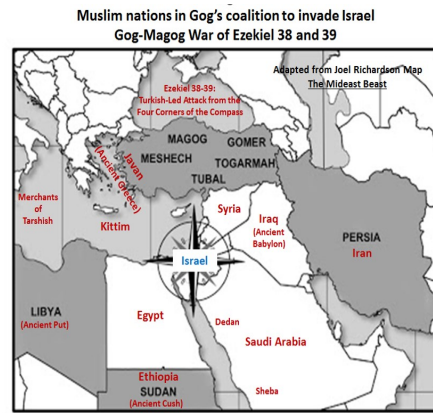 Muslim nations in Gog's coalition to invade Israel
Gog-Magog War of Ezekiel 38 and 39
Adapted from Joel Richardson Map
The Mideast Beast
Ezekiel 38-39:
Turkish-Led Attack from the
Four Corners of the Compass
MAGOG
GOMER
MESHECH
TOGARMAH
TUBAL
Javan
(Ancient Greece)
Merchants
of
Tarshish
Kittim
Syria
Iraq
(Ancient
Babylon)
PERSIA
Iran
Israel
LIBYA
(Ancient Put)
Egypt
Dedan
Saudi Arabia
Ethiopia
SUDAN
(Ancient Cush)
Sheba